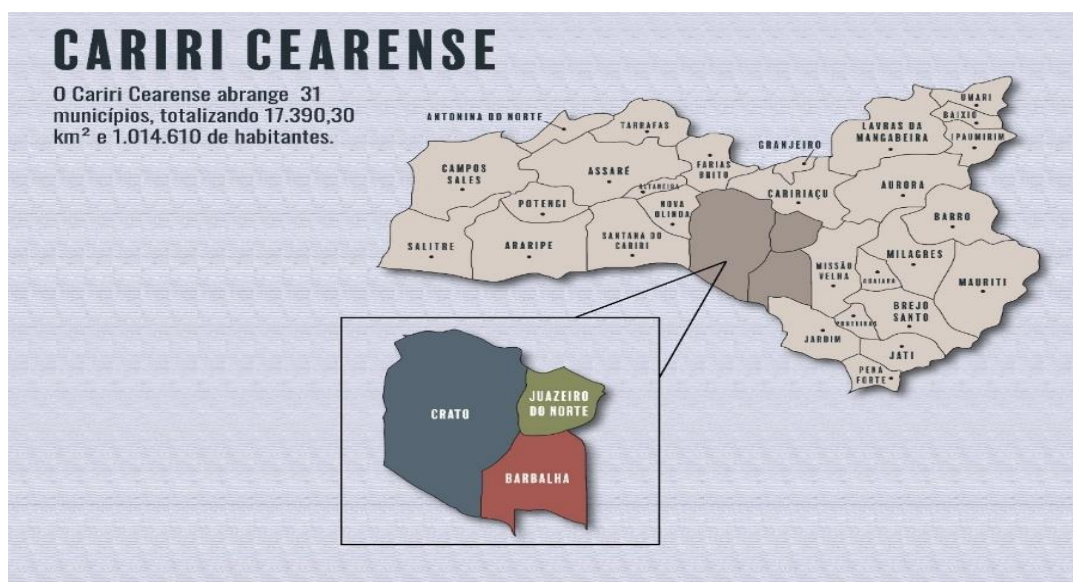 CARIRI CEARENSE
O Cariri Cearense abrange 31
municípios, totalizando 17.390,30
km² e 1.014.610 de habitantes.
UMARI
BAIXIO
IPAUMIRIM
ANTONINA DO NORTE
TARRAFAS
LAVRAS DA
MANGABEIRA
GRANJEIRO
CAMPOS
SALES
ASSARÉ
FARIAS
BRITO
ALTANEIRA
CARIRIAÇU
AURORA
POTENGI
NOVA
OLINDA
BARRO
SALITRE
ARARIPE
SANTANA DO
CARIRI
MISSÃO
VELHA
MILAGRES
MAURITI
BREJO
SANTO
PORTEIRAS
JARDIM
JATI
PENA
FORTE
CRATO
JUAZEIRO
DO NORTE
BARBALHA